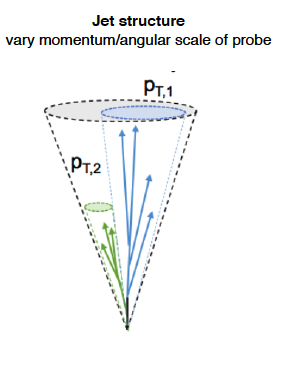 Jet structure
vary momentum/angular scale of probe
pT,1
pT,2